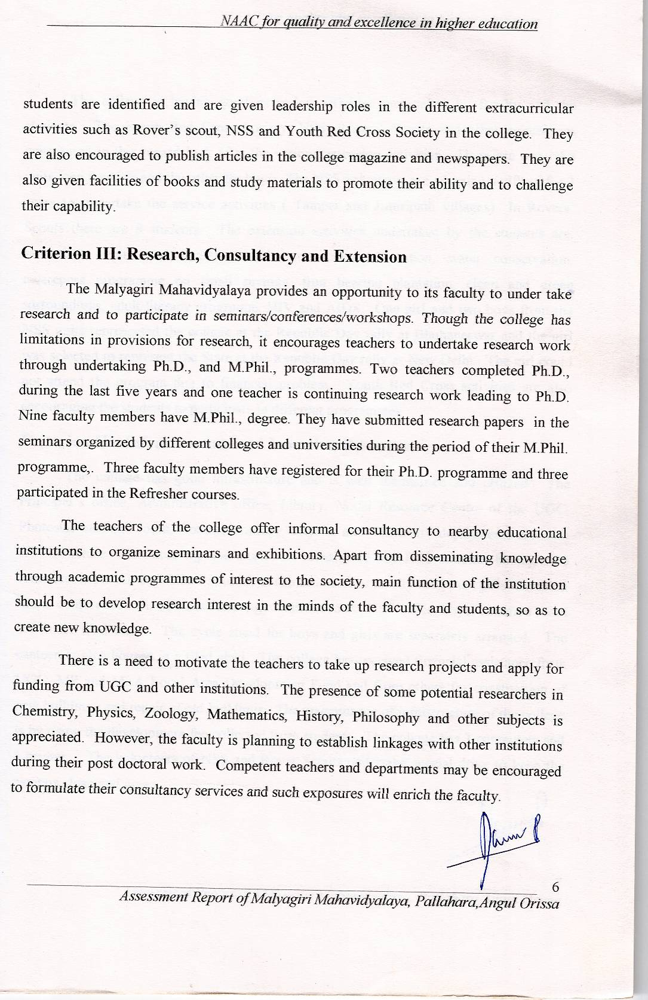 NAAC for quality and excellence in higher education
students are identified and are given leadership roles in the different extracurricular
activities such as Rover's scout, NSS and Youth Red Cross Society in the college. They
are also encouraged to publish articles in the college magazine and newspapers. They are
also given facilities of books and study materials to promote their ability and to challenge
their capability.
Criterion III: Research, Consultancy and Extension
The Malyagiri Mahavidyalaya provides an opportunity to its faculty to under take
research and to participate in seminars/conferences/workshops. Though the college has
limitations in provisions for research, it encourages teachers to undertake research work
through undertaking Ph.D., and M.Phil., programmes. Two teachers completed Ph.D.,
during the last five years and one teacher is continuing research work leading to Ph.D.
Nine faculty members have M.Phil., degree. They have submitted research papers in the
seminars organized by different colleges and universities during the period of their M.Phil.
programme,. Three faculty members have registered for their Ph.D. programme and three
participated in the Refresher courses.
The teachers of the college offer informal consultancy to nearby educational
institutions to organize seminars and exhibitions. Apart from disseminating knowledge
through academic programmes of interest to the society, main function of the institution
should be to develop research interest in the minds of the faculty and students, so as to
create new knowledge.
There is a need to motivate the teachers to take up research projects and apply for
funding from UGC and other institutions. The presence of some potential researchers in
Chemistry, Physics, Zoology, Mathematics, History, Philosophy and other subjects is
appreciated. However, the faculty is planning to establish linkages with other institutions
during their post doctoral work. Competent teachers and departments may be encouraged
to formulate their consultancy services and such exposures will enrich the faculty.
6
Assessment Report of Malyagiri Mahavidyalaya, Pallahara,Angul Orissa